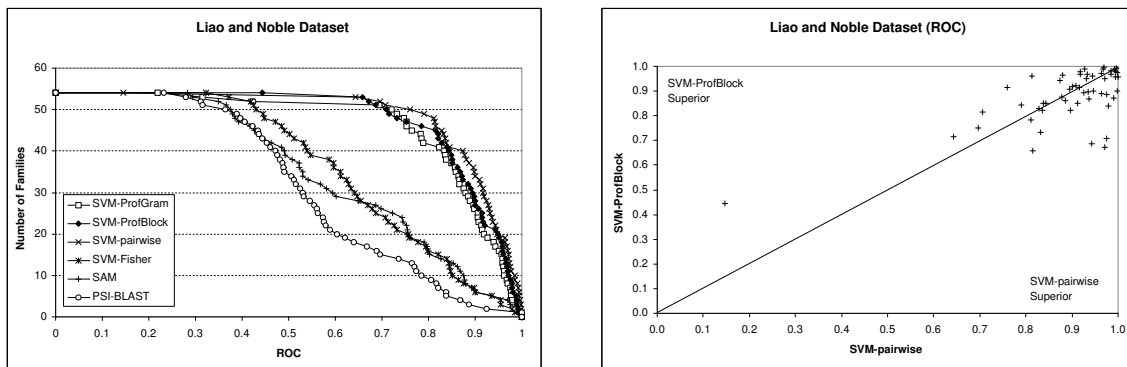 Liao and Noble Dataset
60
50
40
30
20
10
0
Number of Families
SVM-ProfGram
SVM-ProfBlock
SVM-pairwise
SVM-Fisher
SAM
PSI-BLAST
0 0.1 0.2 0.3 0.4 0.5 0.6 0.7 0.8 0.9 1
ROC
Liao and Noble Dataset (ROC)
1.0
0.9
0.8
0.7
0.6
0.5
0.4
0.3
0.2
0.1
0.0
SVM-ProfBlock
SVM-ProfBlock
Superior
SVM-pairwise
Superior
0.0 0.1 0.2 0.3 0.4 0.5 0.6 0.7 0.8 0.9 1.0
SVM-pairwise